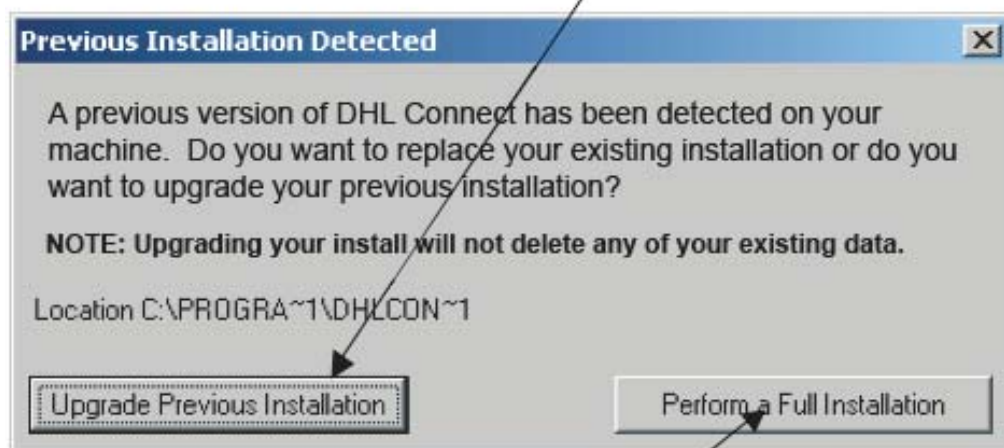 Previous Installation Detected
A previous version of DHL Connect has been detected on your
machine. Do you want to replace your existing installation or do you
want to upgrade your previous installation?
NOTE: Upgrading your install will not delete any of your existing data.
Location C:\PROGRA~1\DHLCON~1
Upgrade Previous Installation
Perform a Full Installation